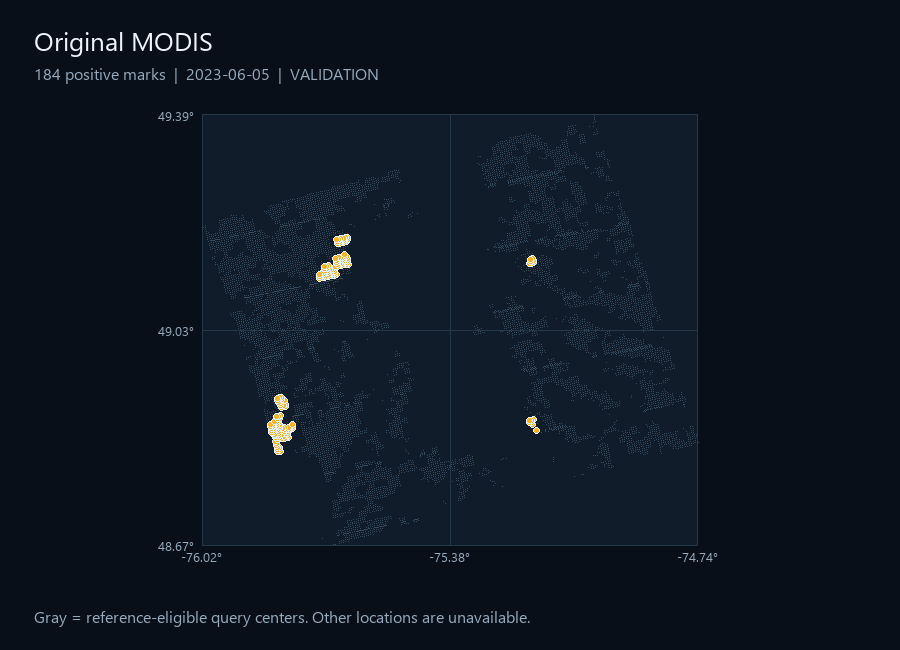 Original MODIS
184 positive marks | 2023-06-05 | VALIDATION
49.39°
49.03°
48.67°
-76.02°
-75.38°
-74.74°
Gray = reference-eligible query centers. Other locations are unavailable.